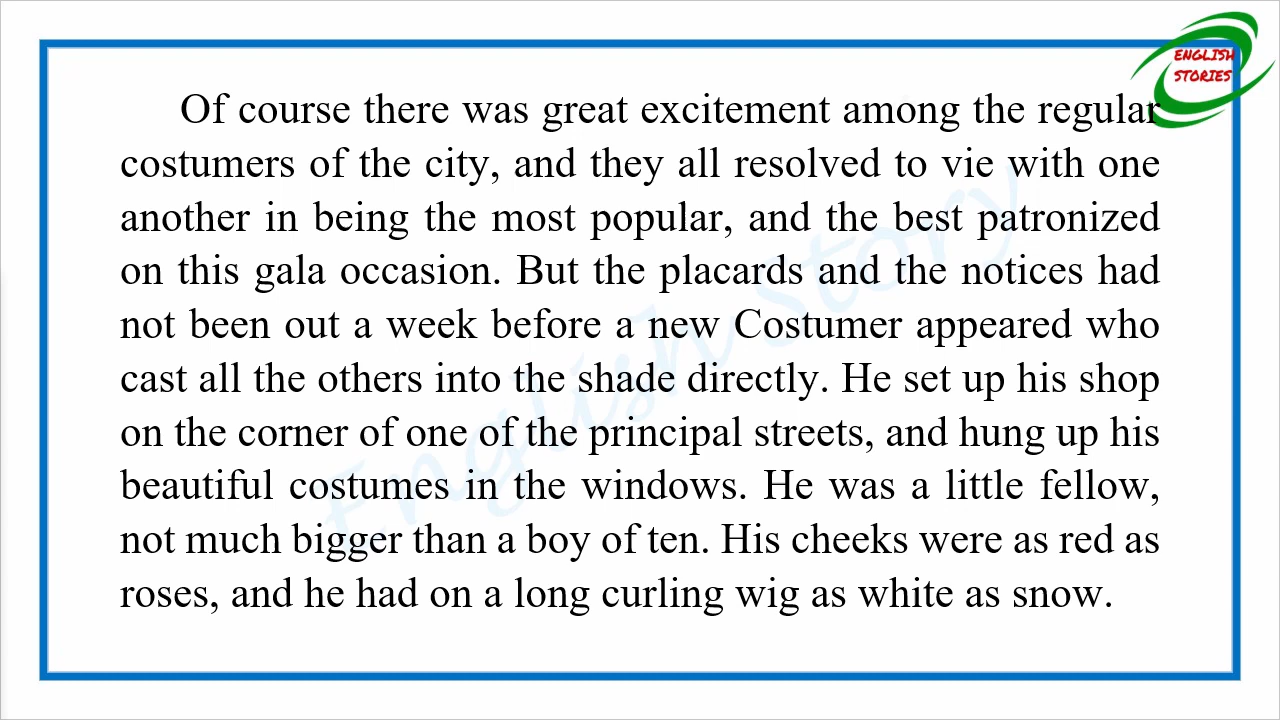 ENGLISH
STORIES
Of course there was great excitement among the regular
costumers of the city, and they all resolved to vie with one
another in being the most popular, and the best patronized
on this gala occasion. But the placards and the notices had
not been out a week before a new Costumer appeared who
cast all the others into the shade directly. He set up his shop
on the corner of one of the principal streets, and hung up his
beautiful costumes in the windows. He was a little fellow,
not much bigger than a boy of ten. His cheeks were as red as
roses, and he had on a long curling wig as white as snow.
English Story